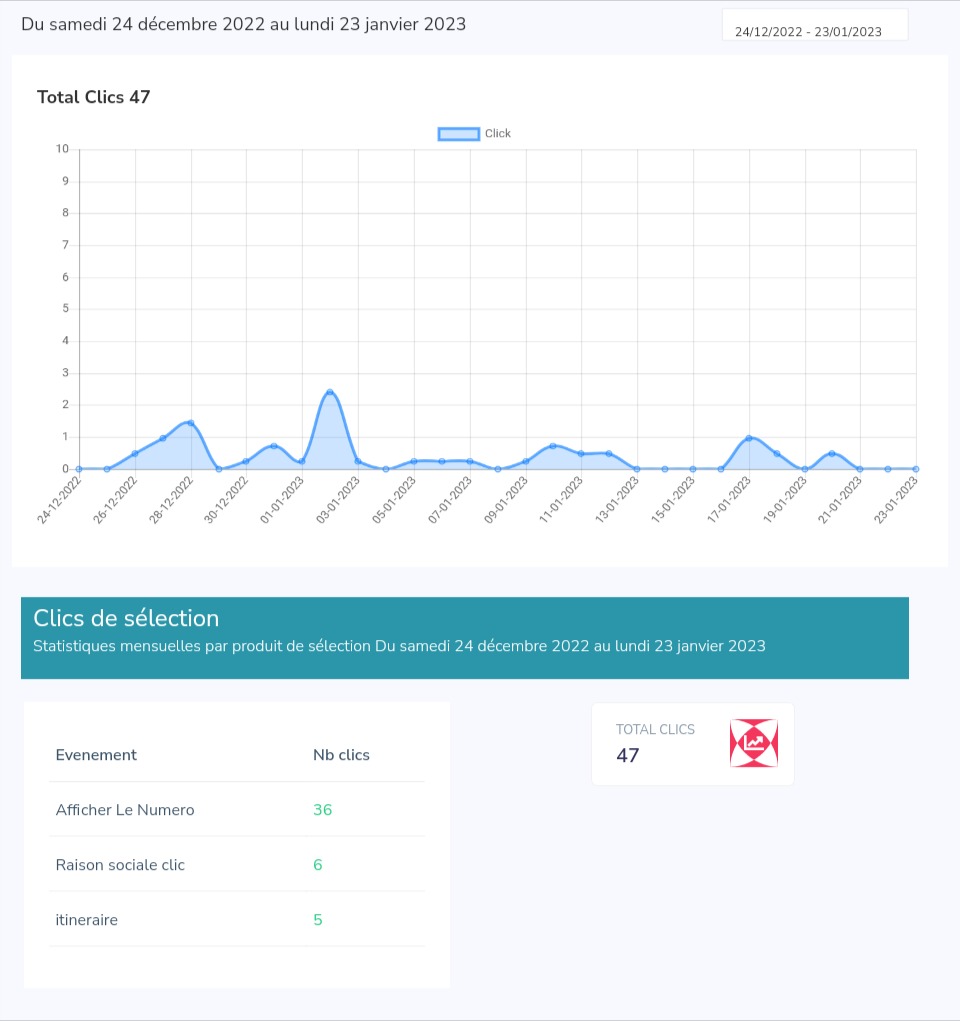 Du samedi 24 décembre 2022 au lundi 23 janvier 2023
24/12/2022 - 23/01/2023
Total Clics 47
Click
10
9
8
7
6
5
4
3
2
1
0
24-12-2022
26-12-2022
28-12-2022
30-12-2022
01-01-2023
03-01-2023
05-01-2023
07-01-2023
09-01-2023
11-01-2023
13-01-2023
15-01-2023
17-01-2023
19-01-2023
21-01-2023
23-01-2023
Clics de sélection
Statistiques mensuelles par produit de sélection Du samedi 24 décembre 2022 au lundi 23 janvier 2023
Evenement Nb clics
Afficher Le Numero 36
Raison sociale clic 6
itineraire 5
TOTAL CLICS
47